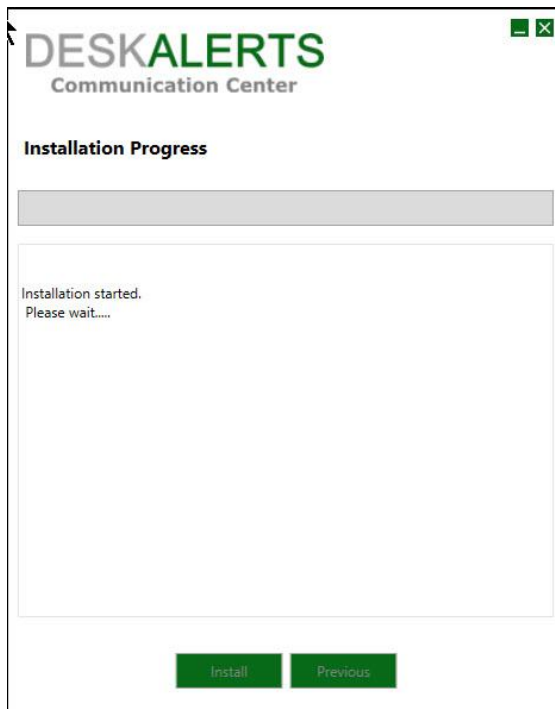 DESKALERTS
Communication Center
Installation Progress
Installation started.
Please wait.....
Install
Previous